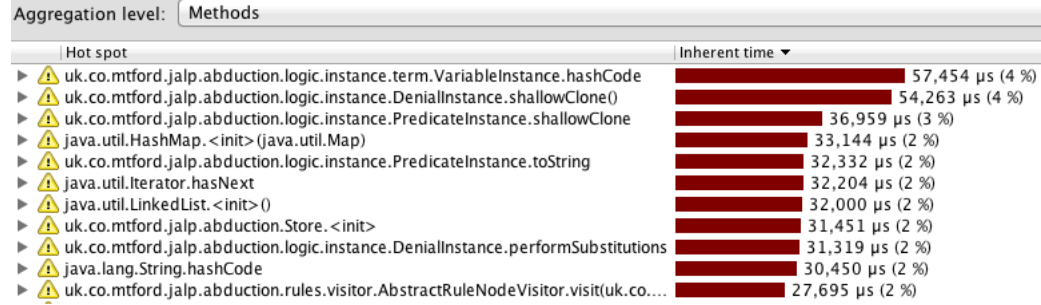 Aggregation level: Methods
Hot spot Inherent time ▼
uk.co.mtford.jalp.abduction.logic.instance.term.VariableInstance.hashCode 57,454 µs (4 %)
uk.co.mtford.jalp.abduction.logic.instance.DenialInstance.shallowClone() 54,263 µs (4 %)
uk.co.mtford.jalp.abduction.logic.instance.PredicateInstance.shallowClone 36,959 µs (3 %)
java.util.HashMap.<init>(java.util.Map) 33,144 µs (2 %)
uk.co.mtford.jalp.abduction.logic.instance.PredicateInstance.toString 32,332 µs (2 %)
java.util.Iterator.hasNext 32,204 µs (2 %)
java.util.LinkedList.<init>() 32,000 µs (2 %)
uk.co.mtford.jalp.abduction.Store.<init> 31,451 µs (2 %)
uk.co.mtford.jalp.abduction.logic.instance.DenialInstance.performSubstitutions 31,319 µs (2 %)
java.lang.String.hashCode 30,450 µs (2 %)
uk.co.mtford.jalp.abduction.rules.visitor.AbstractRuleNodeVisitor.visit(uk.co.... 27,695 µs (2 %)